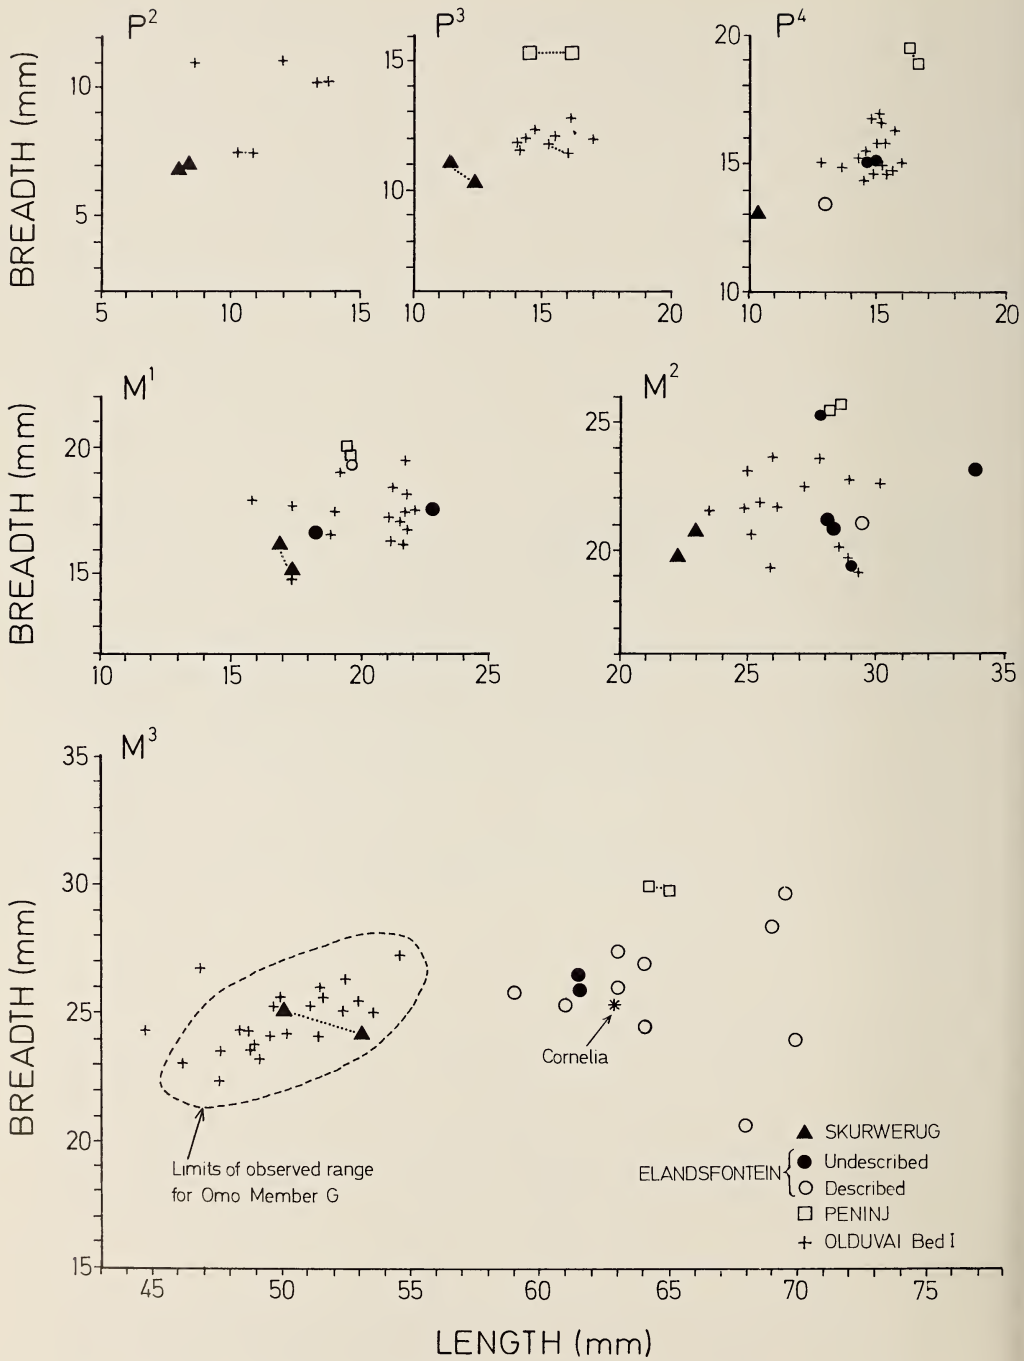 P²
P³
P⁴
BREADTH (mm)
10
5
5
10
15
15
10
10
15
20
20
15
10
10
15
20
M¹
M²
BREADTH (mm)
20
15
10
15
20
25
25
20
20
25
30
35
M³
BREADTH (mm)
35
30
25
20
15
45
50
55
60
65
70
75
Cornelia
Limits of observed range
for Omo Member G
▲ SKURWERUG
ELANDSFONTEIN { ● Undescribed
○ Described
□ PENINJ
+ OLDUVAI Bed I
LENGTH (mm)